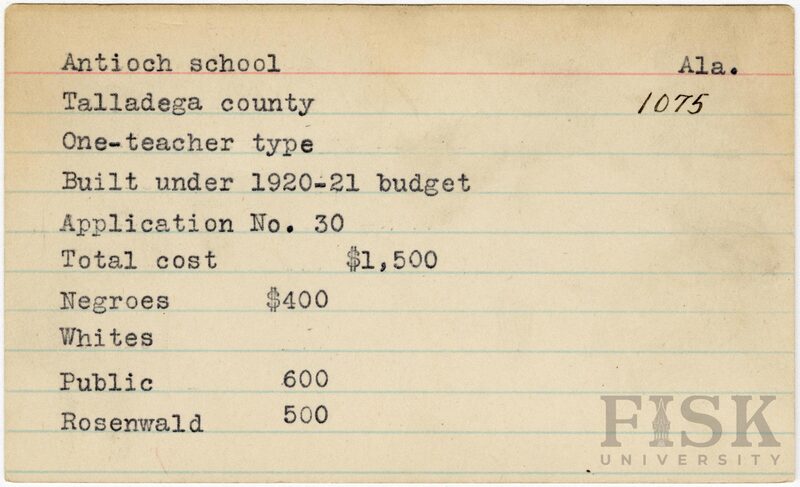 Antioch school Ala.
Talladega county 1075
One-teacher type
Built under 1920-21 budget
Application No. 30
Total cost $1,500
Negroes $400
Whites
Public 600
Rosenwald 500
FISK
UNIVERSITY